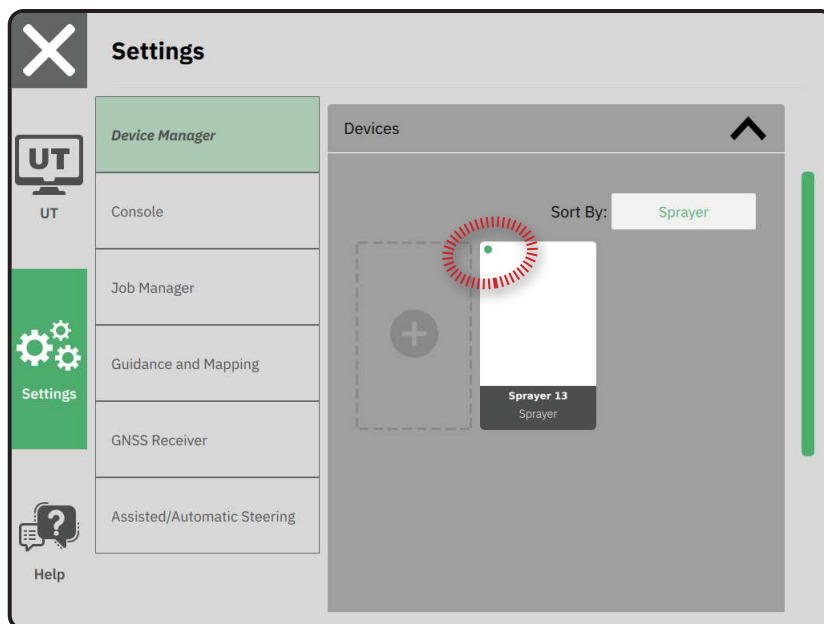 Settings
UT
UT
Settings
Help
Device Manager
Console
Job Manager
Guidance and Mapping
GNSS Receiver
Assisted/Automatic Steering
Devices
Sort By: Sprayer
Sprayer 13
Sprayer